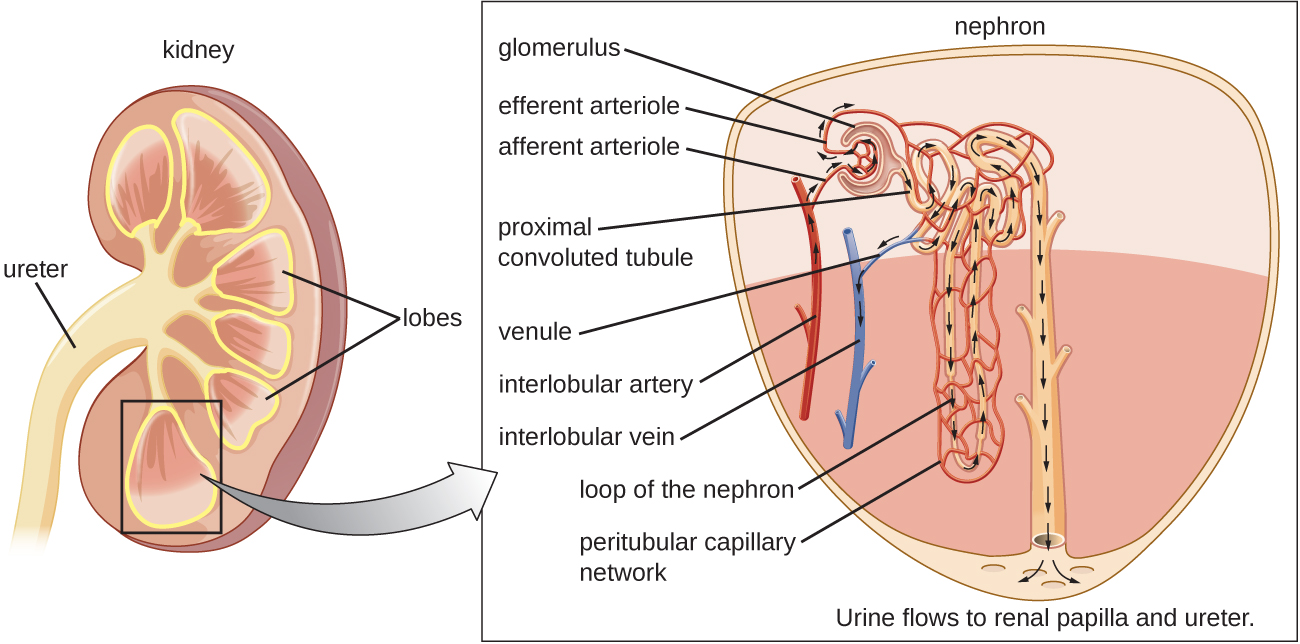 kidney
ureter
lobes
nephron
glomerulus
efferent arteriole
afferent arteriole
proximal
convoluted tubule
venule
interlobular artery
interlobular vein
loop of the nephron
peritubular capillary
network
Urine flows to renal papilla and ureter.